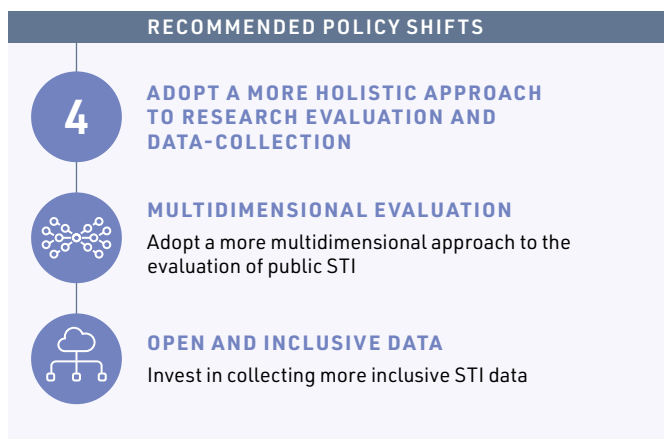 RECOMMENDED POLICY SHIFTS
4
ADOPT A MORE HOLISTIC APPROACH
TO RESEARCH EVALUATION AND
DATA-COLLECTION
MULTIDIMENSIONAL EVALUATION
Adopt a more multidimensional approach to the
evaluation of public STI
OPEN AND INCLUSIVE DATA
Invest in collecting more inclusive STI data